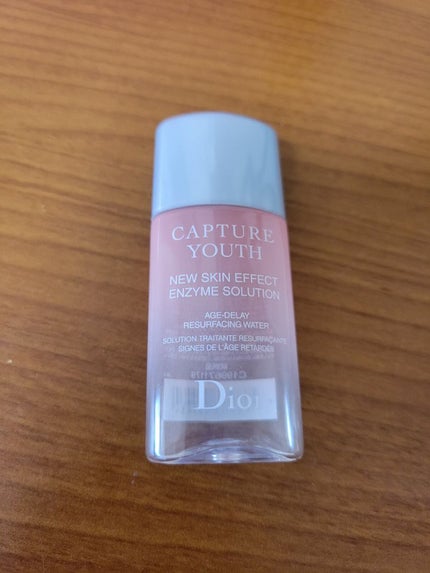 CAPTURE
YOUTH
NEW SKIN EFFECT
ENZYME SOLUTION
AGE-DELAY
RESURFACING WATER
SOLUTION TRAITANTE RESURFAÇANTE
SIGNES DE L'ÂGE RETARDÉS
Dior